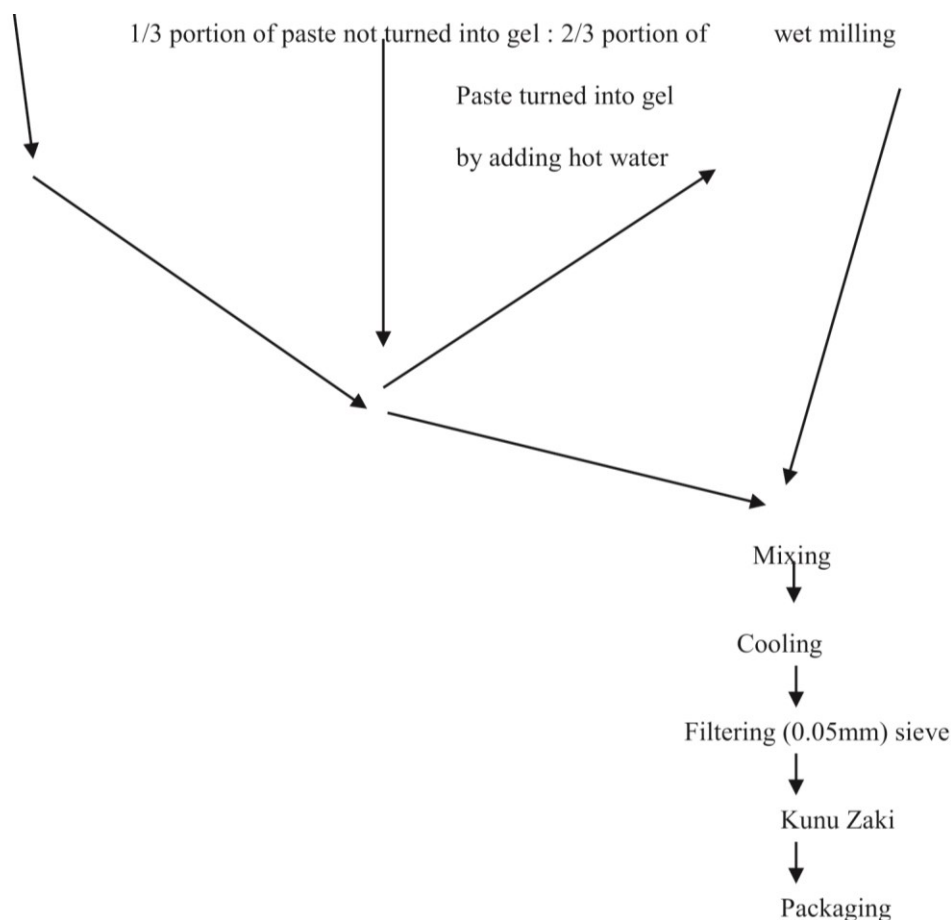 1/3 portion of paste not turned into gel : 2/3 portion of wet milling
Paste turned into gel
by adding hot water
Mixing
Cooling
Filtering (0.05mm) sieve
Kunu Zaki
Packaging